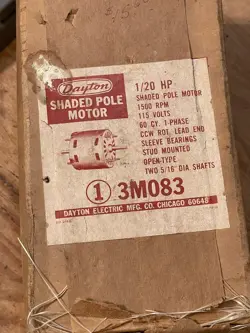 Dayton
SHADED POLE
MOTOR
1/20 HP
SHADED POLE MOTOR
1500 RPM
115 VOLTS
60 CY. 1-PHASE
CCW ROT. LEAD END
SLEEVE BEARINGS
STUD MOUNTED
OPEN-TYPE
TWO 5/16" DIA. SHAFTS
1 3M083
DAYTON ELECTRIC MFG. CO. CHICAGO 60648